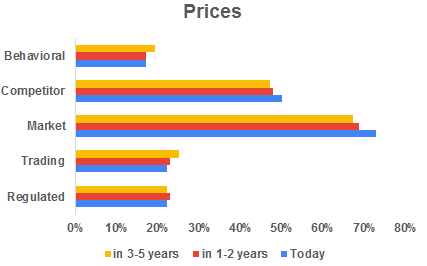 Prices
Behavioral
Competitor
Market
Trading
Regulated
0% 10% 20% 30% 40% 50% 60% 70% 80%
in 3-5 years in 1-2 years Today